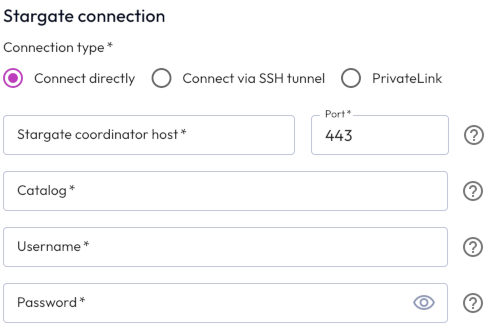 Stargate connection
Connection type *
Connect directly Connect via SSH tunnel PrivateLink
Port *
Stargate coordinator host * 443
Catalog *
Username *
Password *